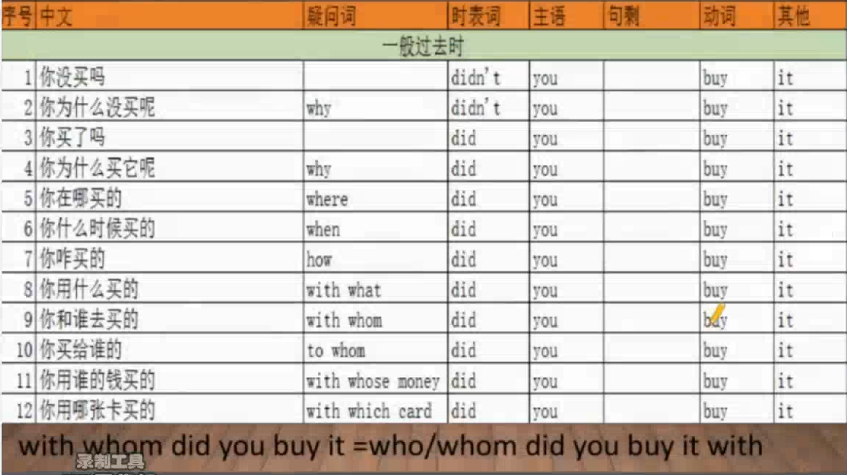 序号 中文 疑问词 时表词 主语 句剩 动词 其他
一般过去时
1 你没买吗 didn't you buy it
2 你为什么没买呢 why didn't you buy it
3 你买了吗 did you buy it
4 你为什么买它呢 why did you buy it
5 你在哪买的 where did you buy it
6 你什么时候买的 when did you buy it
7 你咋买的 how did you buy it
8 你用什么买的 with what did you buy it
9 你和谁去买的 with whom did you buy it
10 你买给谁的 to whom did you buy it
11 你用谁的钱买的 with whose money did you buy it
12 你用哪张卡买的 with which card did you buy it
with whom did you buy it =who/whom did you buy it with
录制工具